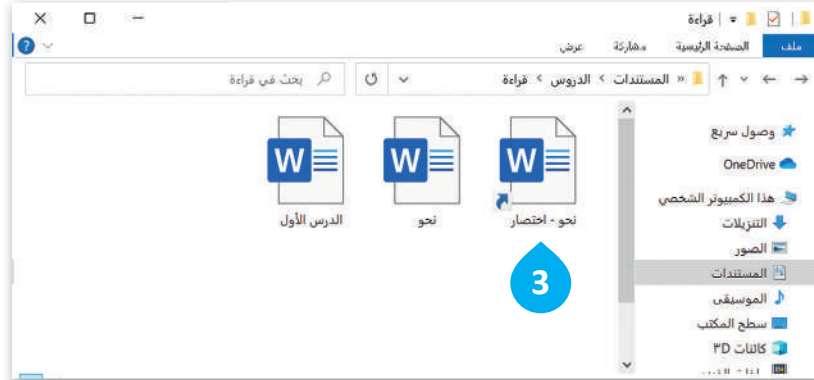 قراءة
ملف الصفحة الرئيسية مشاركة عرض
« المستندات > الدروس > قراءة
بحث في قراءة
وصول سريع
OneDrive
هذا الكمبيوتر الشخصي
التنزيلات
الصور
المستندات
الموسيقى
سطح المكتب
كائنات ٣D
نحو - اختصار
نحو
الدرس الأول
3